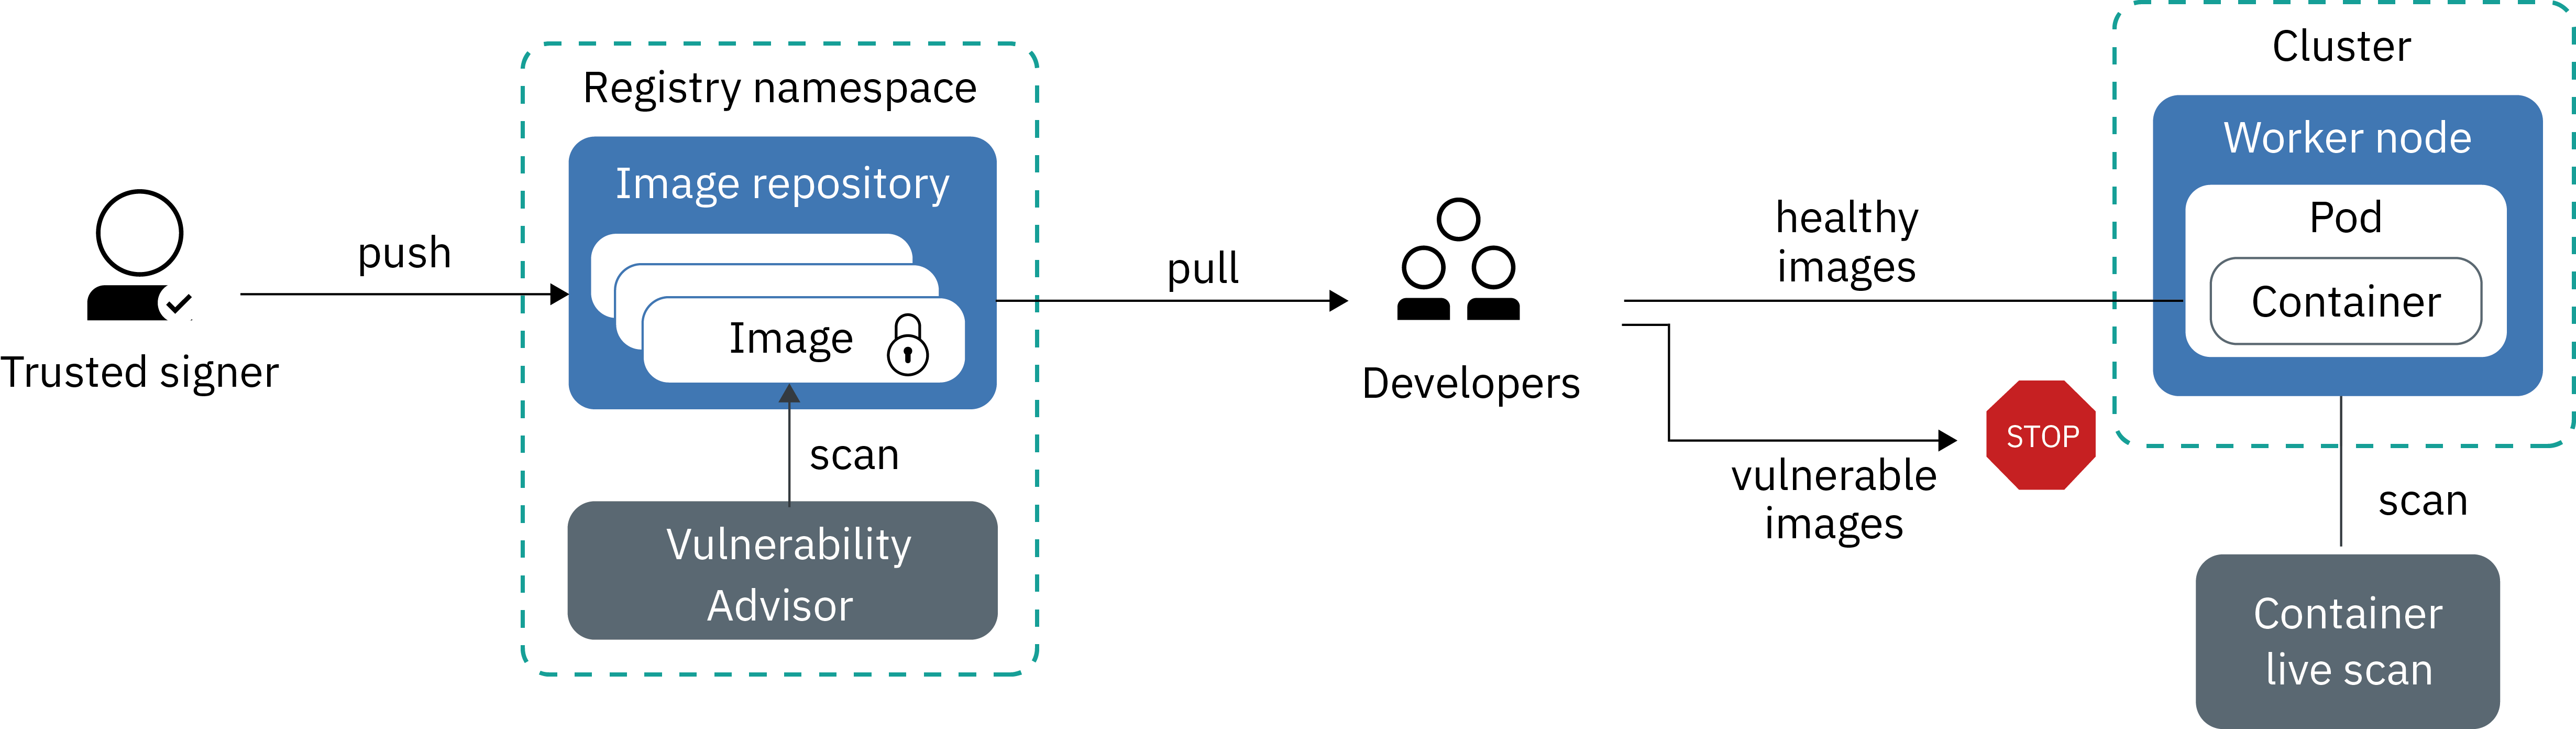 Trusted signer
push
Registry namespace
Image repository
Image
scan
Vulnerability
Advisor
pull
Developers
healthy
images
vulnerable
images
STOP
Cluster
Worker node
Pod
Container
scan
Container
live scan